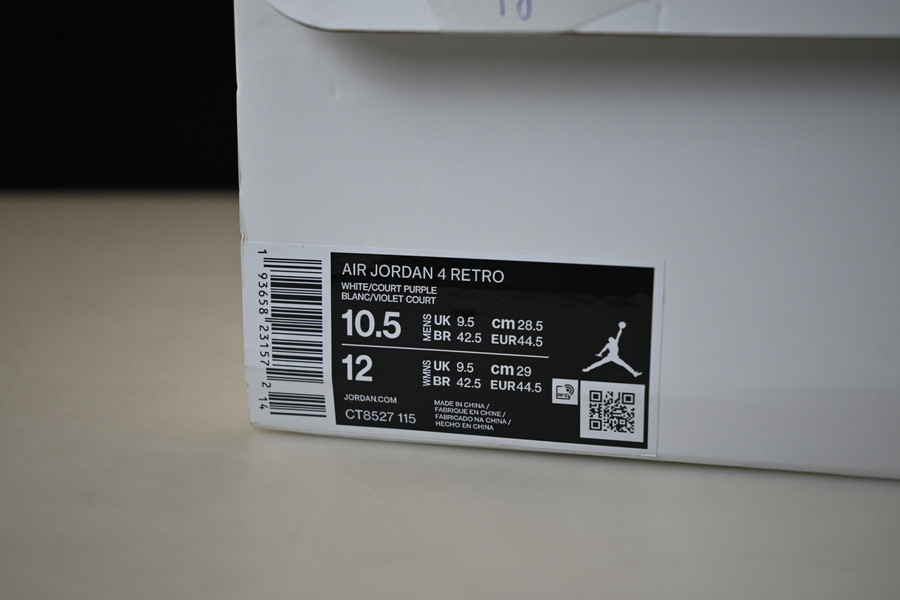 1 93658 23157 2 14
AIR JORDAN 4 RETRO
WHITE/COURT PURPLE
BLANC/VIOLET COURT
10.5 MENS UK 9.5 cm 28.5
BR 42.5 EUR 44.5
12 WMNS UK 9.5 cm 29
BR 42.5 EUR 44.5
JORDAN.COM
CT8527 115
MADE IN CHINA /
FABRIQUE EN CHINE /
FABRICADO NA CHINA /
HECHO EN CHINA